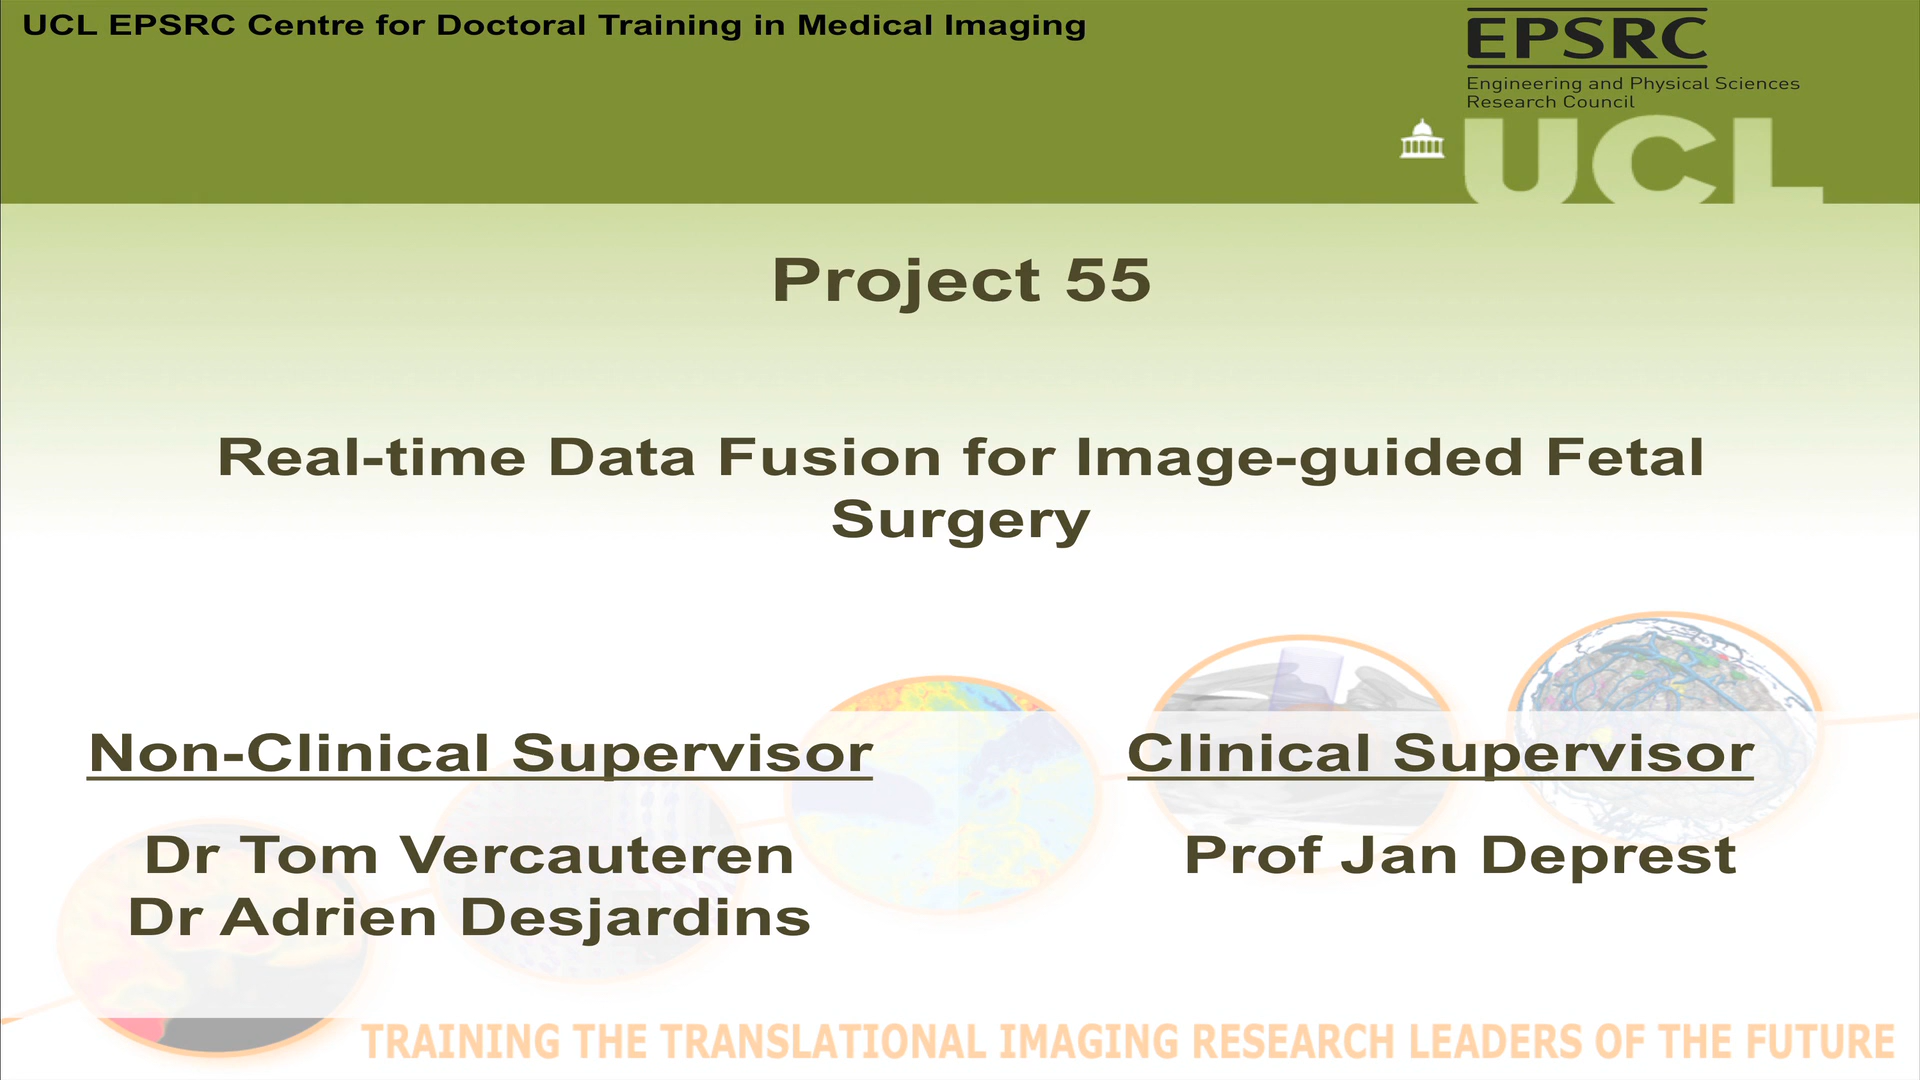 UCL EPSRC Centre for Doctoral Training in Medical Imaging
EPSRC
Engineering and Physical Sciences
Research Council
UCL
Project 55
Real-time Data Fusion for Image-guided Fetal
Surgery
Non-Clinical Supervisor
Dr Tom Vercauteren
Dr Adrien Desjardins
Clinical Supervisor
Prof Jan Deprest
TRAINING THE TRANSLATIONAL IMAGING RESEARCH LEADERS OF THE FUTURE